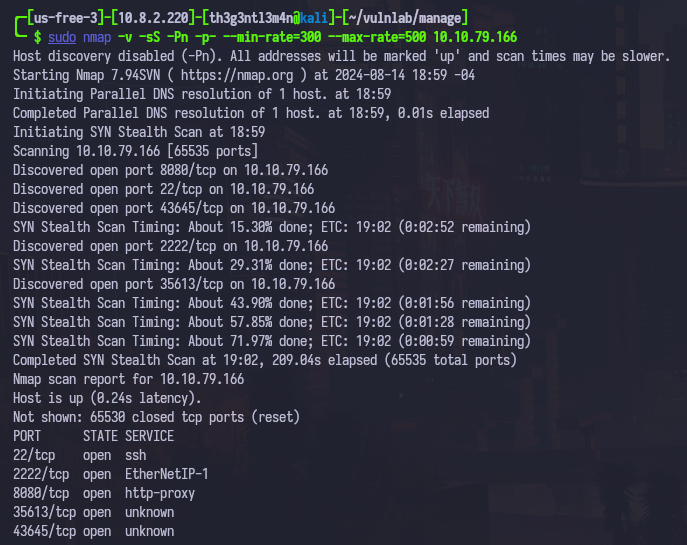 [us-free-3]-[10.8.2.220]-[th3g3ntl3m4n@kali]-[~/vulnlab/manage]
$ sudo nmap -v -sS -Pn -p- --min-rate=300 --max-rate=500 10.10.79.166
Host discovery disabled (-Pn). All addresses will be marked 'up' and scan times may be slower.
Starting Nmap 7.94SVN ( https://nmap.org ) at 2024-08-14 18:59 -04
Initiating Parallel DNS resolution of 1 host. at 18:59
Completed Parallel DNS resolution of 1 host. at 18:59, 0.01s elapsed
Initiating SYN Stealth Scan at 18:59
Scanning 10.10.79.166 [65535 ports]
Discovered open port 8080/tcp on 10.10.79.166
Discovered open port 22/tcp on 10.10.79.166
Discovered open port 43645/tcp on 10.10.79.166
SYN Stealth Scan Timing: About 15.30% done; ETC: 19:02 (0:02:52 remaining)
Discovered open port 2222/tcp on 10.10.79.166
SYN Stealth Scan Timing: About 29.31% done; ETC: 19:02 (0:02:27 remaining)
Discovered open port 35613/tcp on 10.10.79.166
SYN Stealth Scan Timing: About 43.90% done; ETC: 19:02 (0:01:56 remaining)
SYN Stealth Scan Timing: About 57.85% done; ETC: 19:02 (0:01:28 remaining)
SYN Stealth Scan Timing: About 71.97% done; ETC: 19:02 (0:00:59 remaining)
Completed SYN Stealth Scan at 19:02, 209.04s elapsed (65535 total ports)
Nmap scan report for 10.10.79.166
Host is up (0.24s latency).
Not shown: 65530 closed tcp ports (reset)
PORT STATE SERVICE
22/tcp open ssh
2222/tcp open EtherNetIP-1
8080/tcp open http-proxy
35613/tcp open unknown
43645/tcp open unknown